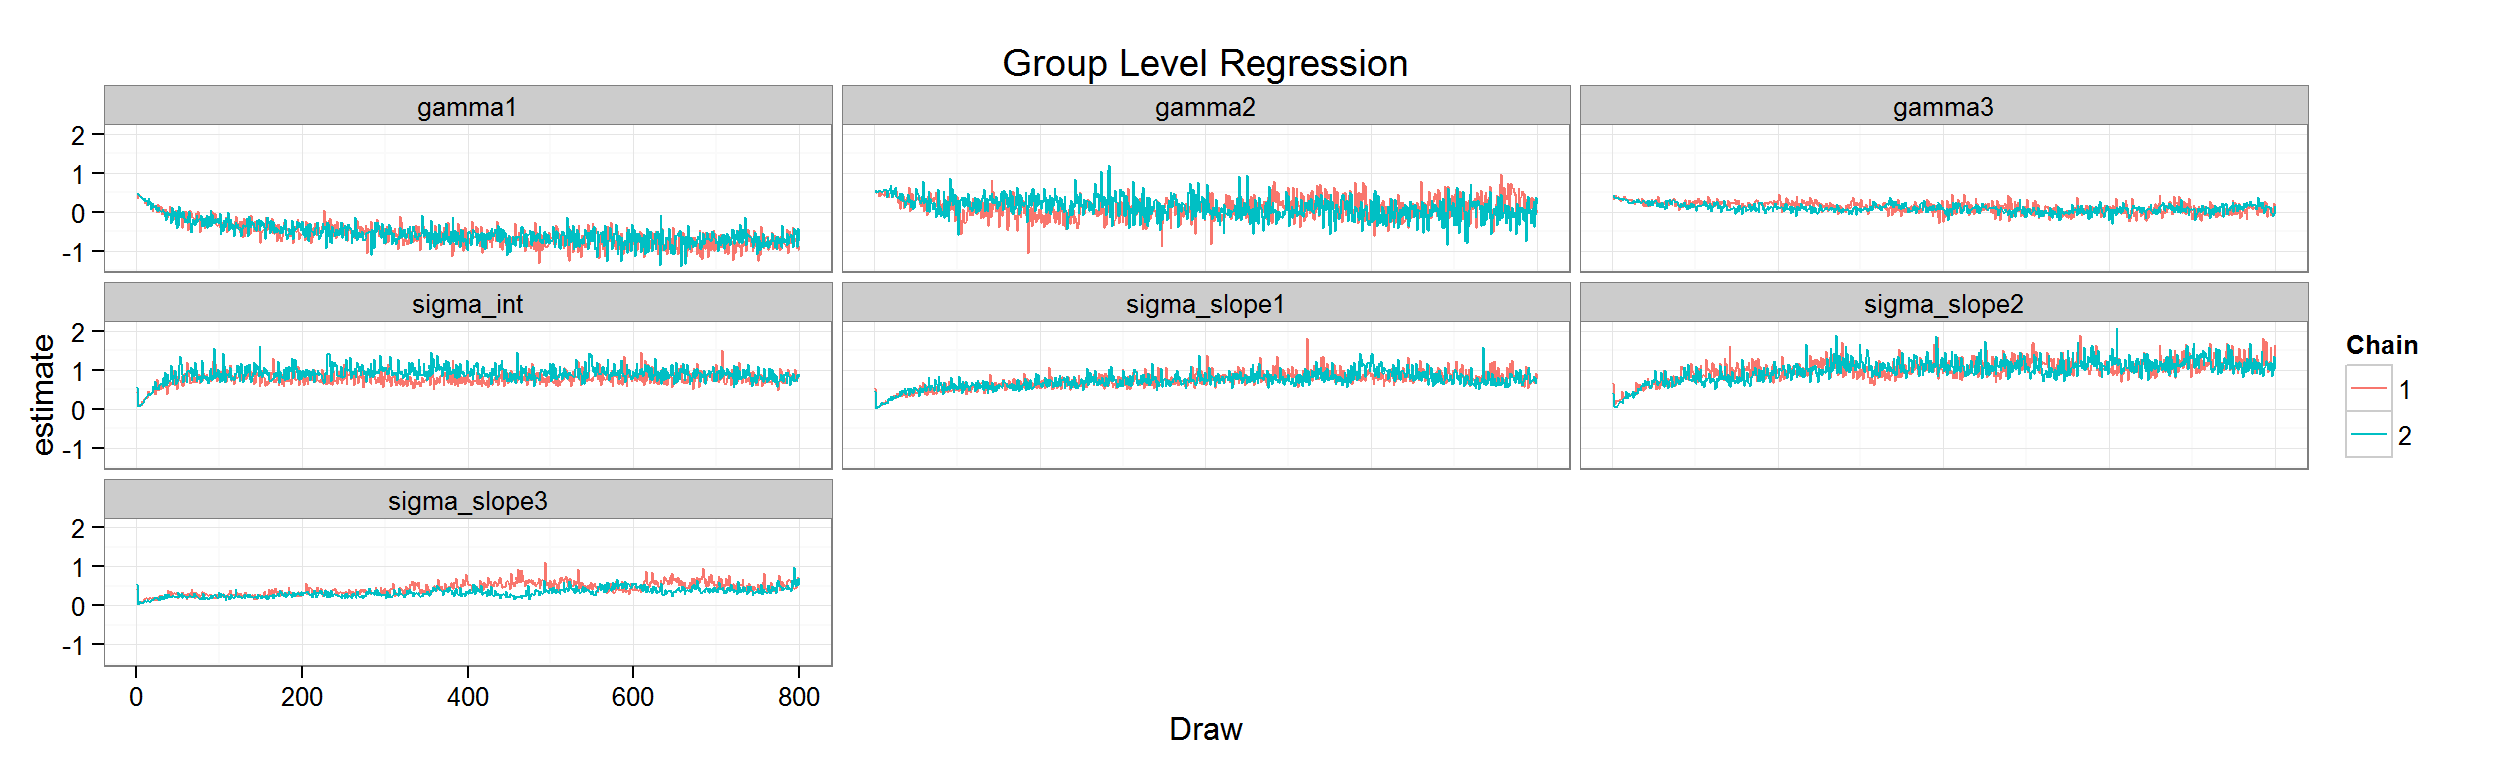 Group Level Regression
gamma1 gamma2 gamma3
2
1
0
-1
sigma_int sigma_slope1 sigma_slope2
2
1
0
-1
estimate
Chain
1
2
sigma_slope3
2
1
0
-1
0 200 400 600 800
Draw